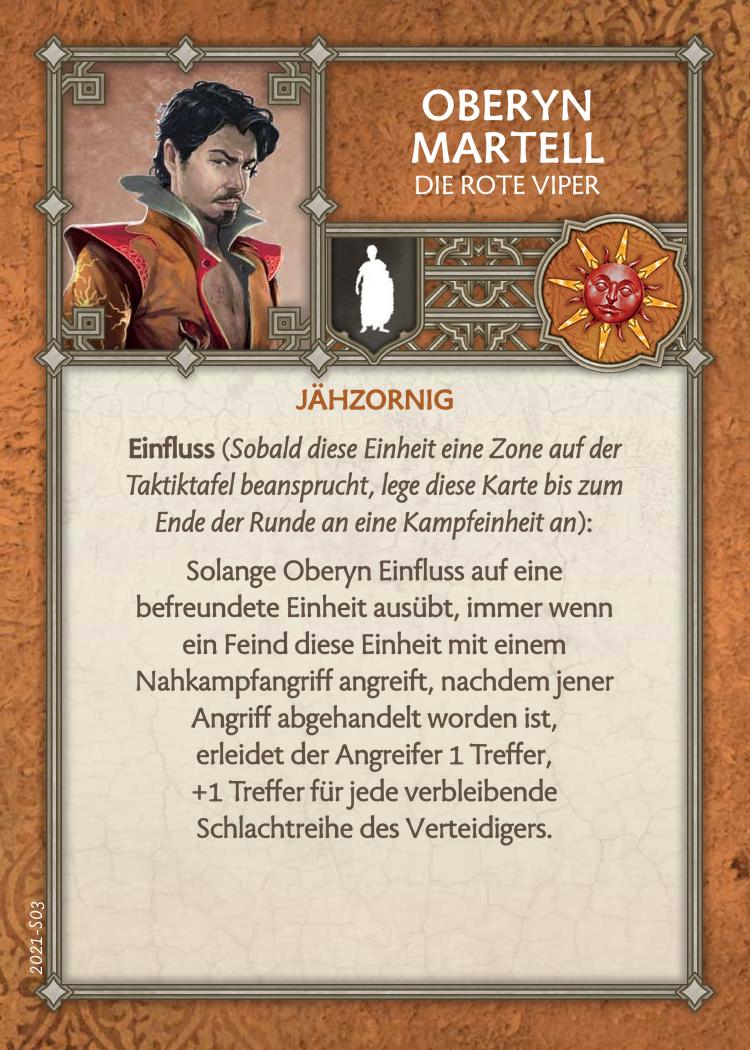 OBERYN
MARTELL
DIE ROTE VIPER
JÄHZORNIG
Einfluss (Sobald diese Einheit eine Zone auf der
Taktiktafel beansprucht, lege diese Karte bis zum
Ende der Runde an eine Kampfeinheit an):
Solange Oberyn Einfluss auf eine
befreundete Einheit ausübt, immer wenn
ein Feind diese Einheit mit einem
Nahkampfangriff angreift, nachdem jener
Angriff abgehandelt worden ist,
erleidet der Angreifer 1 Treffer,
+1 Treffer für jede verbleibende
Schlachtreihe des Verteidigers.
2021-S03